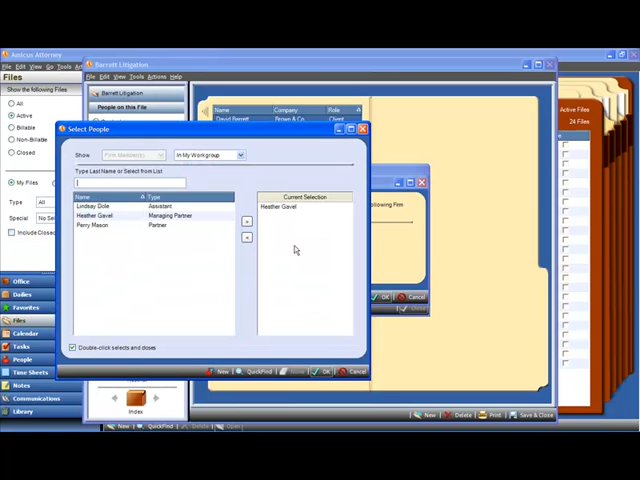 Amicus Attorney
File Edit View Go Tools
Files
Show the following Files
All
Active
Billable
Non-Billable
Closed
My Files
Type All
Special
Include Closed
Office
Dailies
Favorites
Files
Calendar
Tasks
People
Time Sheets
Notes
Communications
Library
Barrett Litigation
File Edit View Tools Actions Help
Barrett Litigation
People on this File
Name Company Role
David Barrett Brown & Co. Client
Active Files
24 Files
Select People
Show Firm Member(s) In My Workgroup
Type Last Name or Select from List
Name Type
Lindsay Dole Assistant
Heather Gavel Managing Partner
Perry Mason Partner
>
<
Current Selection
Heather Gavel
Double-click selects and closes
New QuickFind OK Cancel
following Firm
OK Cancel
Index
New Delete Print Save & Close
New QuickFind Delete Open